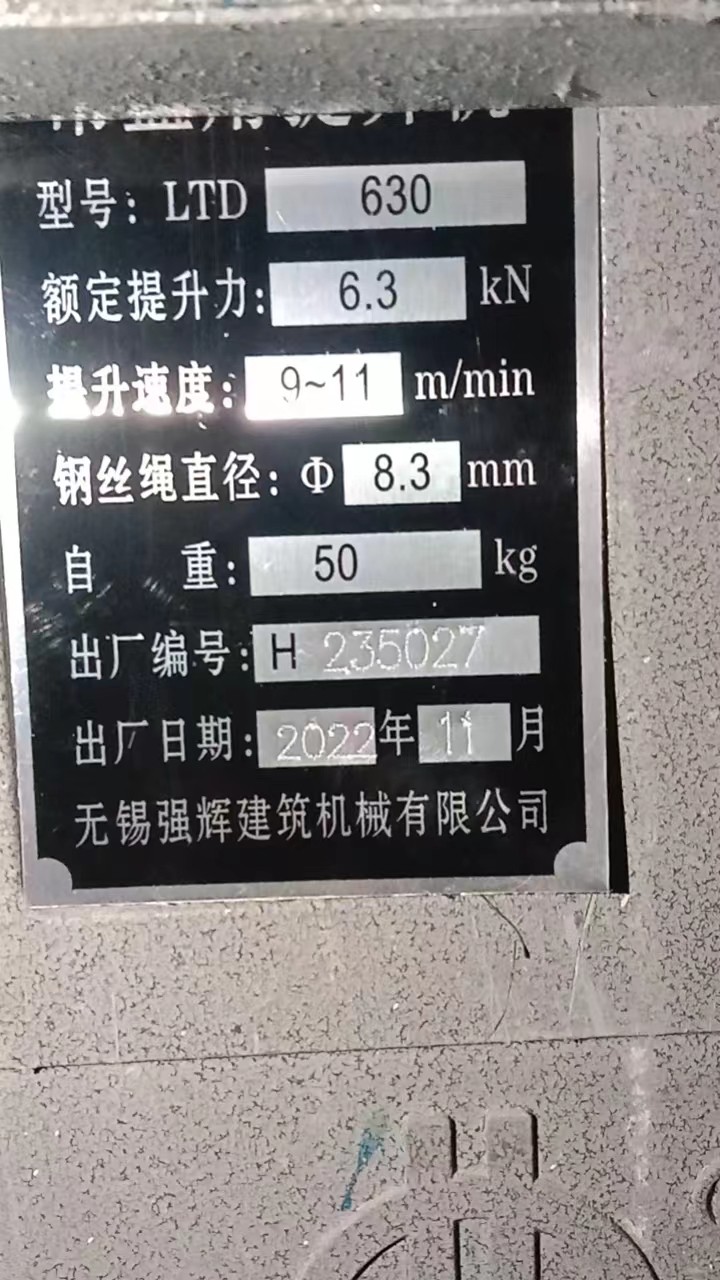 型号：LTD 630
额定提升力：6.3 kN
提升速度：9~11 m/min
钢丝绳直径：Φ 8.3 mm
自 重：50 kg
出厂编号：H 235027
出厂日期：2022年11月
无锡强辉建筑机械有限公司